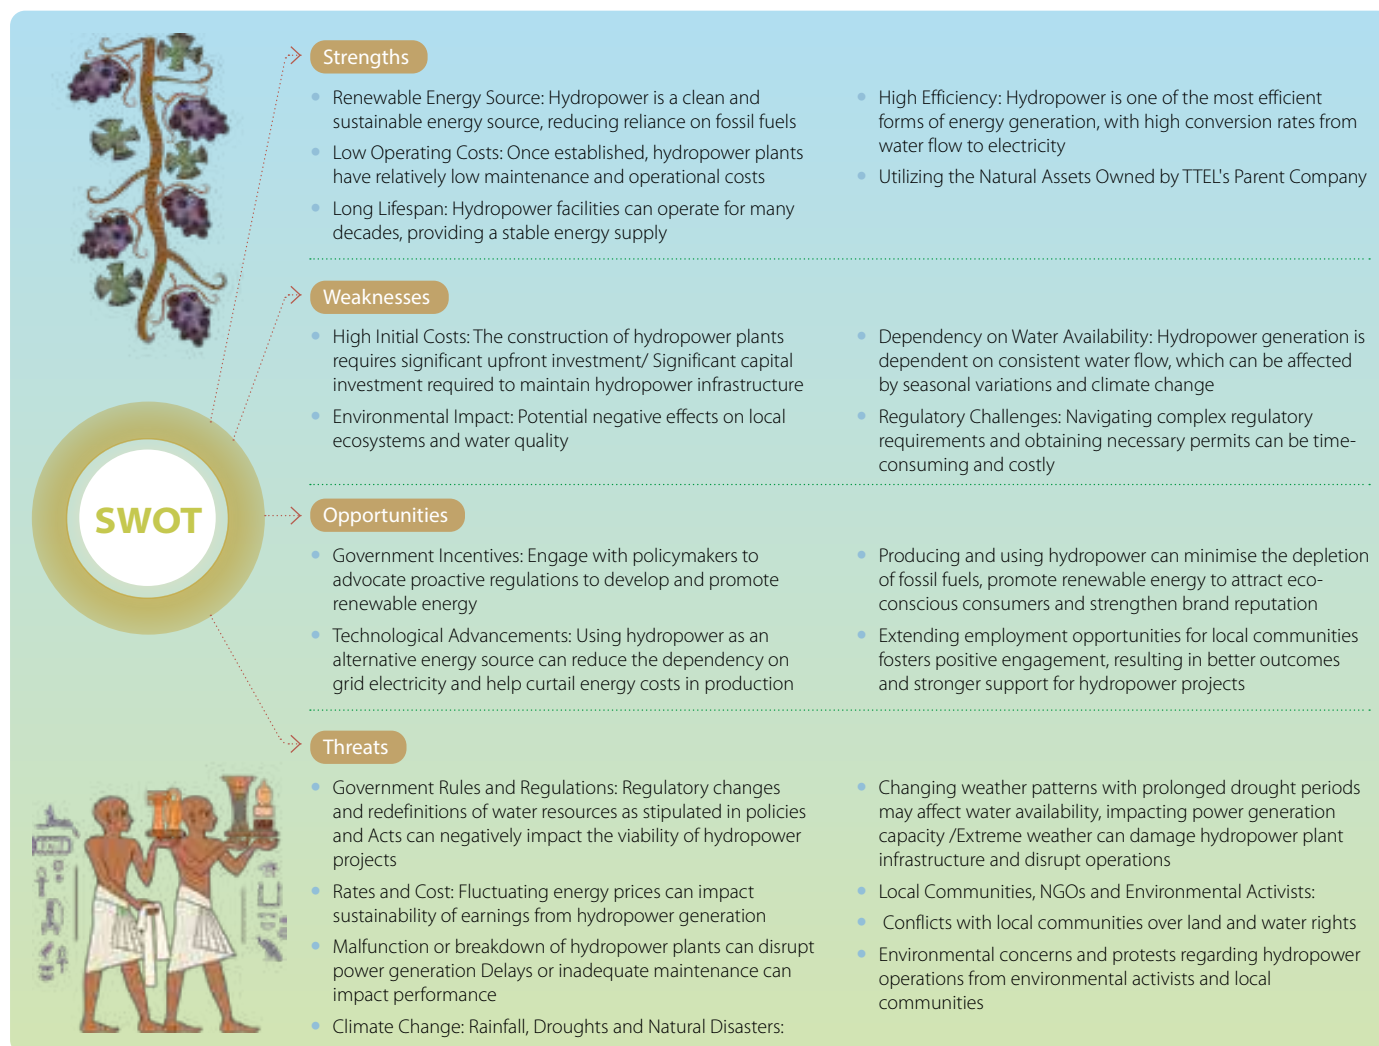 SWOT
Strengths
• Renewable Energy Source: Hydropower is a clean and
sustainable energy source, reducing reliance on fossil fuels
• Low Operating Costs: Once established, hydropower plants
have relatively low maintenance and operational costs
• Long Lifespan: Hydropower facilities can operate for many
decades, providing a stable energy supply
• High Efficiency: Hydropower is one of the most efficient
forms of energy generation, with high conversion rates from
water flow to electricity
• Utilizing the Natural Assets Owned by TTEL's Parent Company
Weaknesses
• High Initial Costs: The construction of hydropower plants
requires significant upfront investment/ Significant capital
investment required to maintain hydropower infrastructure
• Environmental Impact: Potential negative effects on local
ecosystems and water quality
• Dependency on Water Availability: Hydropower generation is
dependent on consistent water flow, which can be affected
by seasonal variations and climate change
• Regulatory Challenges: Navigating complex regulatory
requirements and obtaining necessary permits can be time-
consuming and costly
Opportunities
• Government Incentives: Engage with policymakers to
advocate proactive regulations to develop and promote
renewable energy
• Technological Advancements: Using hydropower as an
alternative energy source can reduce the dependency on
grid electricity and help curtail energy costs in production
• Producing and using hydropower can minimise the depletion
of fossil fuels, promote renewable energy to attract eco-
conscious consumers and strengthen brand reputation
• Extending employment opportunities for local communities
fosters positive engagement, resulting in better outcomes
and stronger support for hydropower projects
Threats
• Government Rules and Regulations: Regulatory changes
and redefinitions of water resources as stipulated in policies
and Acts can negatively impact the viability of hydropower
projects
• Rates and Cost: Fluctuating energy prices can impact
sustainability of earnings from hydropower generation
• Malfunction or breakdown of hydropower plants can disrupt
power generation Delays or inadequate maintenance can
impact performance
• Climate Change: Rainfall, Droughts and Natural Disasters:
• Changing weather patterns with prolonged drought periods
may affect water availability, impacting power generation
capacity /Extreme weather can damage hydropower plant
infrastructure and disrupt operations
• Local Communities, NGOs and Environmental Activists:
• Conflicts with local communities over land and water rights
• Environmental concerns and protests regarding hydropower
operations from environmental activists and local
communities